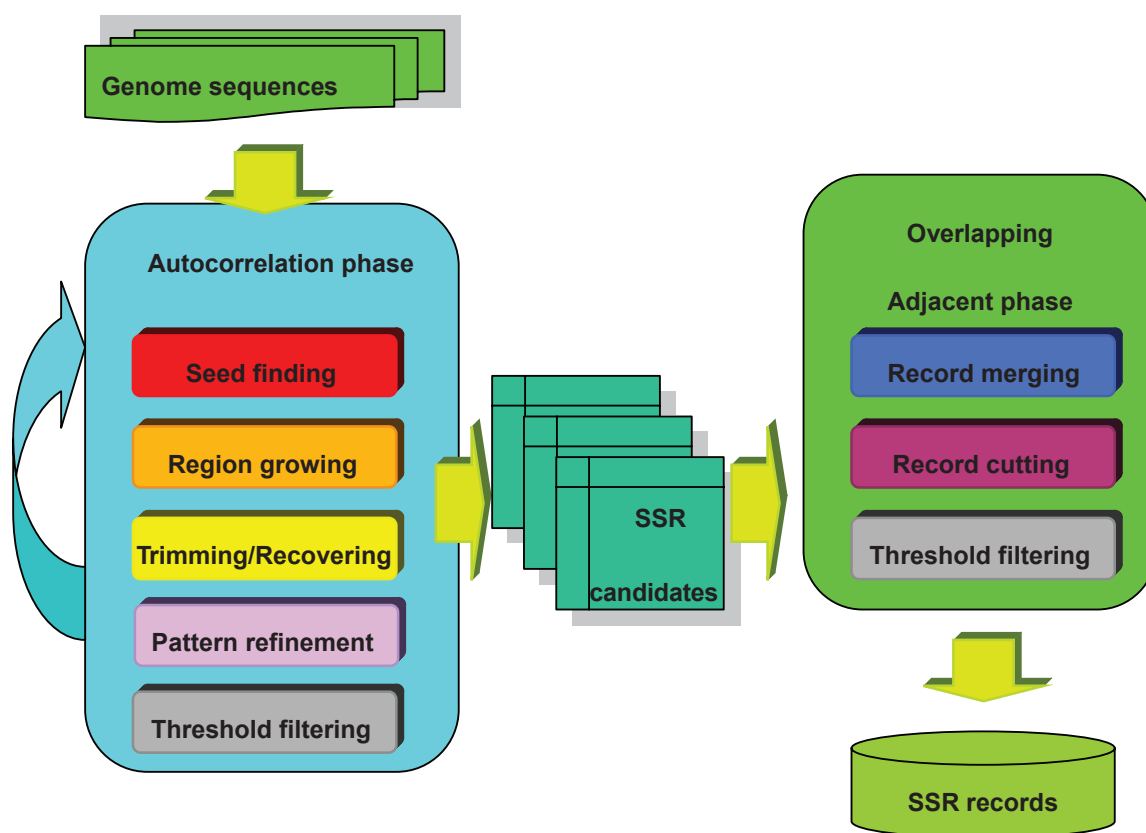 Genome sequences
Autocorrelation phase
Seed finding
Region growing
Trimming/Recovering
Pattern refinement
Threshold filtering
SSR
candidates
Overlapping
Adjacent phase
Record merging
Record cutting
Threshold filtering
SSR records